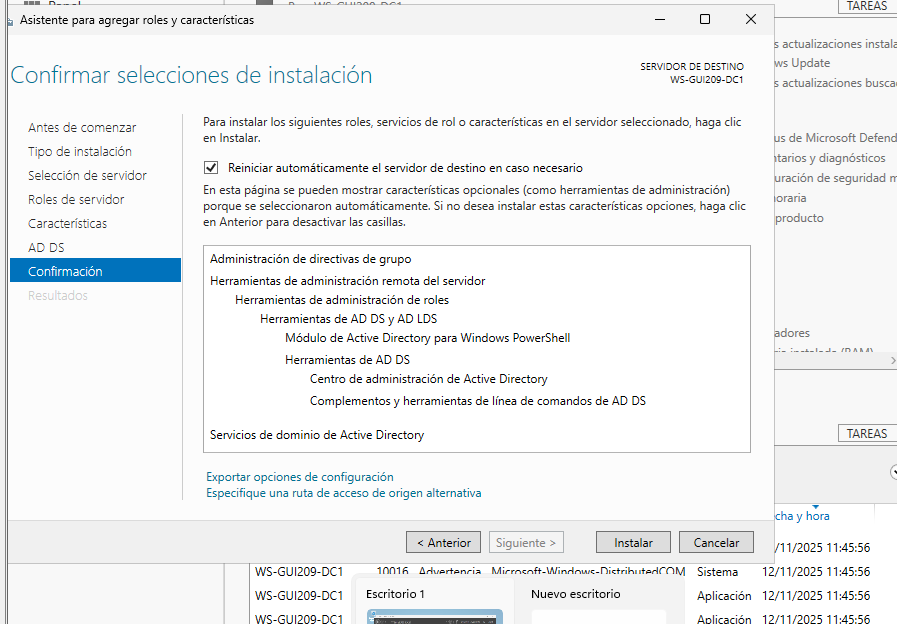 Panel
TAREAS
Asistente para agregar roles y características
Confirmar selecciones de instalación
SERVIDOR DE DESTINO
WS-GUI209-DC1
Antes de comenzar
Tipo de instalación
Selección de servidor
Roles de servidor
Características
AD DS
Confirmación
Resultados
Para instalar los siguientes roles, servicios de rol o características en el servidor seleccionado, haga clic
en Instalar.
Reiniciar automáticamente el servidor de destino en caso necesario
En esta página se pueden mostrar características opcionales (como herramientas de administración)
porque se seleccionaron automáticamente. Si no desea instalar estas características opciones, haga clic
en Anterior para desactivar las casillas.
Administración de directivas de grupo
Herramientas de administración remota del servidor
Herramientas de administración de roles
Herramientas de AD DS y AD LDS
Módulo de Active Directory para Windows PowerShell
Herramientas de AD DS
Centro de administración de Active Directory
Complementos y herramientas de línea de comandos de AD DS
Servicios de dominio de Active Directory
Exportar opciones de configuración
Especifique una ruta de acceso de origen alternativa
< Anterior
Siguiente >
Instalar
Cancelar
s actualizaciones instala
ws Update
s actualizaciones busca
us de Microsoft Defend
ntarios y diagnósticos
uración de seguridad m
oraria
producto
adores
TAREAS
cha y hora
/11/2025 11:45:56
WS-GUI209-DC1 10016 Advertencia Microsoft-Windows-DistributedCOM Sistema 12/11/2025 11:45:56
WS-GUI209-DC1 Aplicación 12/11/2025 11:45:56
WS-GUI209-DC1 Aplicación 12/11/2025 11:45:56
Escritorio 1
Nuevo escritorio